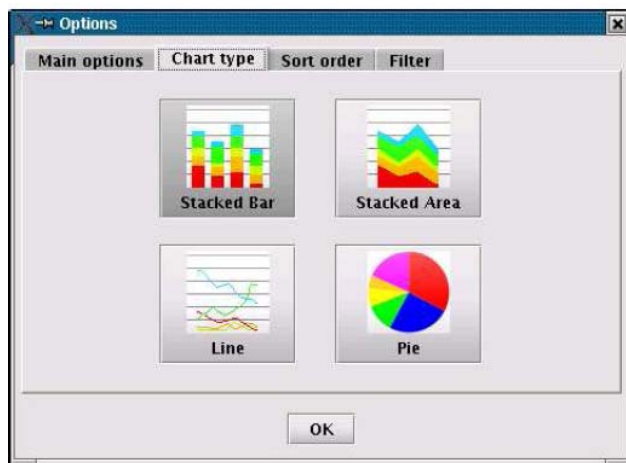 Options
Main options Chart type Sort order Filter
Stacked Bar Stacked Area
Line Pie
OK